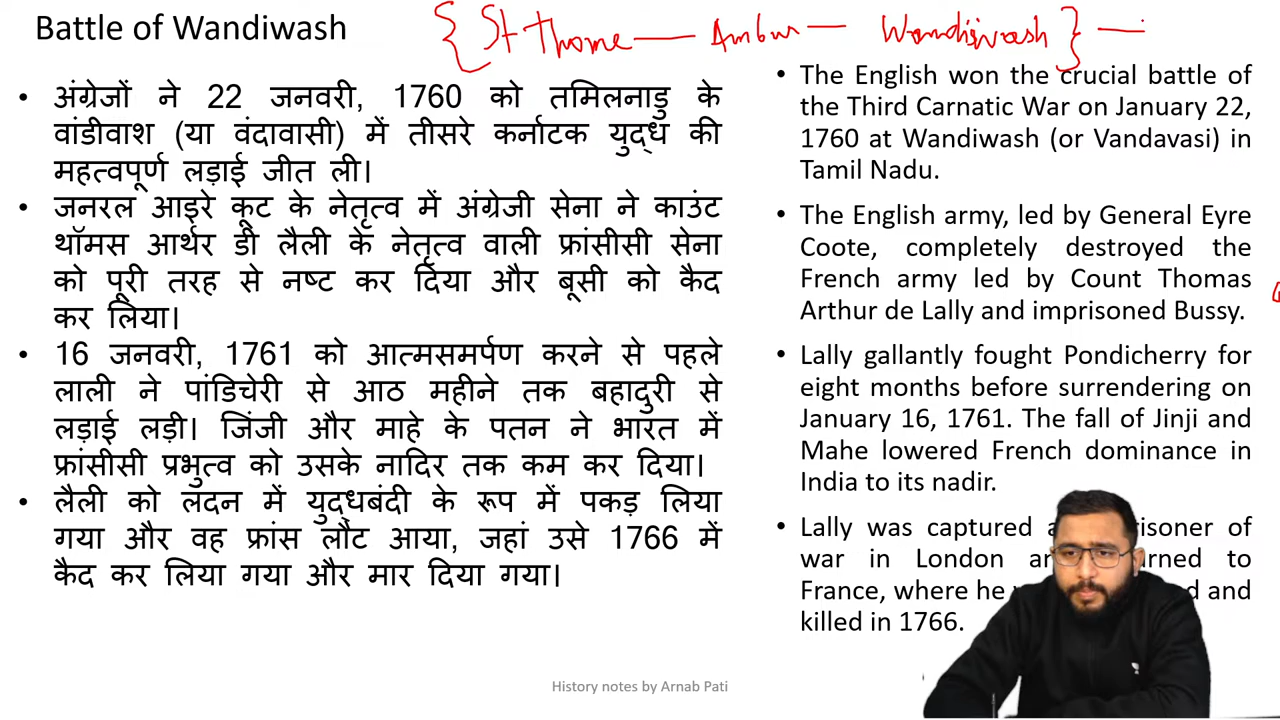 Battle of Wandiwash
{St Thome — Ambur — Wandiwash} —
• अंग्रेजों ने 22 जनवरी, 1760 को तमिलनाडु के
वांडीवाश (या वंदावासी) में तीसरे कर्नाटक युद्ध की
महत्वपूर्ण लड़ाई जीत ली।
• जनरल आइरे कूट के नेतृत्व में अंग्रेजी सेना ने काउंट
थॉमस आर्थर डी लैली के नेतृत्व वाली फ्रांसीसी सेना
को पूरी तरह से नष्ट कर दिया और बूसी को कैद
कर लिया।
• 16 जनवरी, 1761 को आत्मसमर्पण करने से पहले
लाली ने पांडिचेरी से आठ महीने तक बहादुरी से
लड़ाई लड़ी। जिंजी और माहे के पतन ने भारत में
फ्रांसीसी प्रभुत्व को उसके नादिर तक कम कर दिया।
• लैली को लदन में युद्धबंदी के रूप में पकड़ लिया
गया और वह फ्रांस लौट आया, जहां उसे 1766 में
कैद कर लिया गया और मार दिया गया।
• The English won the crucial battle of
the Third Carnatic War on January 22,
1760 at Wandiwash (or Vandavasi) in
Tamil Nadu.
• The English army, led by General Eyre
Coote, completely destroyed the
French army led by Count Thomas
Arthur de Lally and imprisoned Bussy.
• Lally gallantly fought Pondicherry for
eight months before surrendering on
January 16, 1761. The fall of Jinji and
Mahe lowered French dominance in
India to its nadir.
• Lally was captured of
war in London to
France, where he and
killed in 1766.
History notes by Arnab Pati